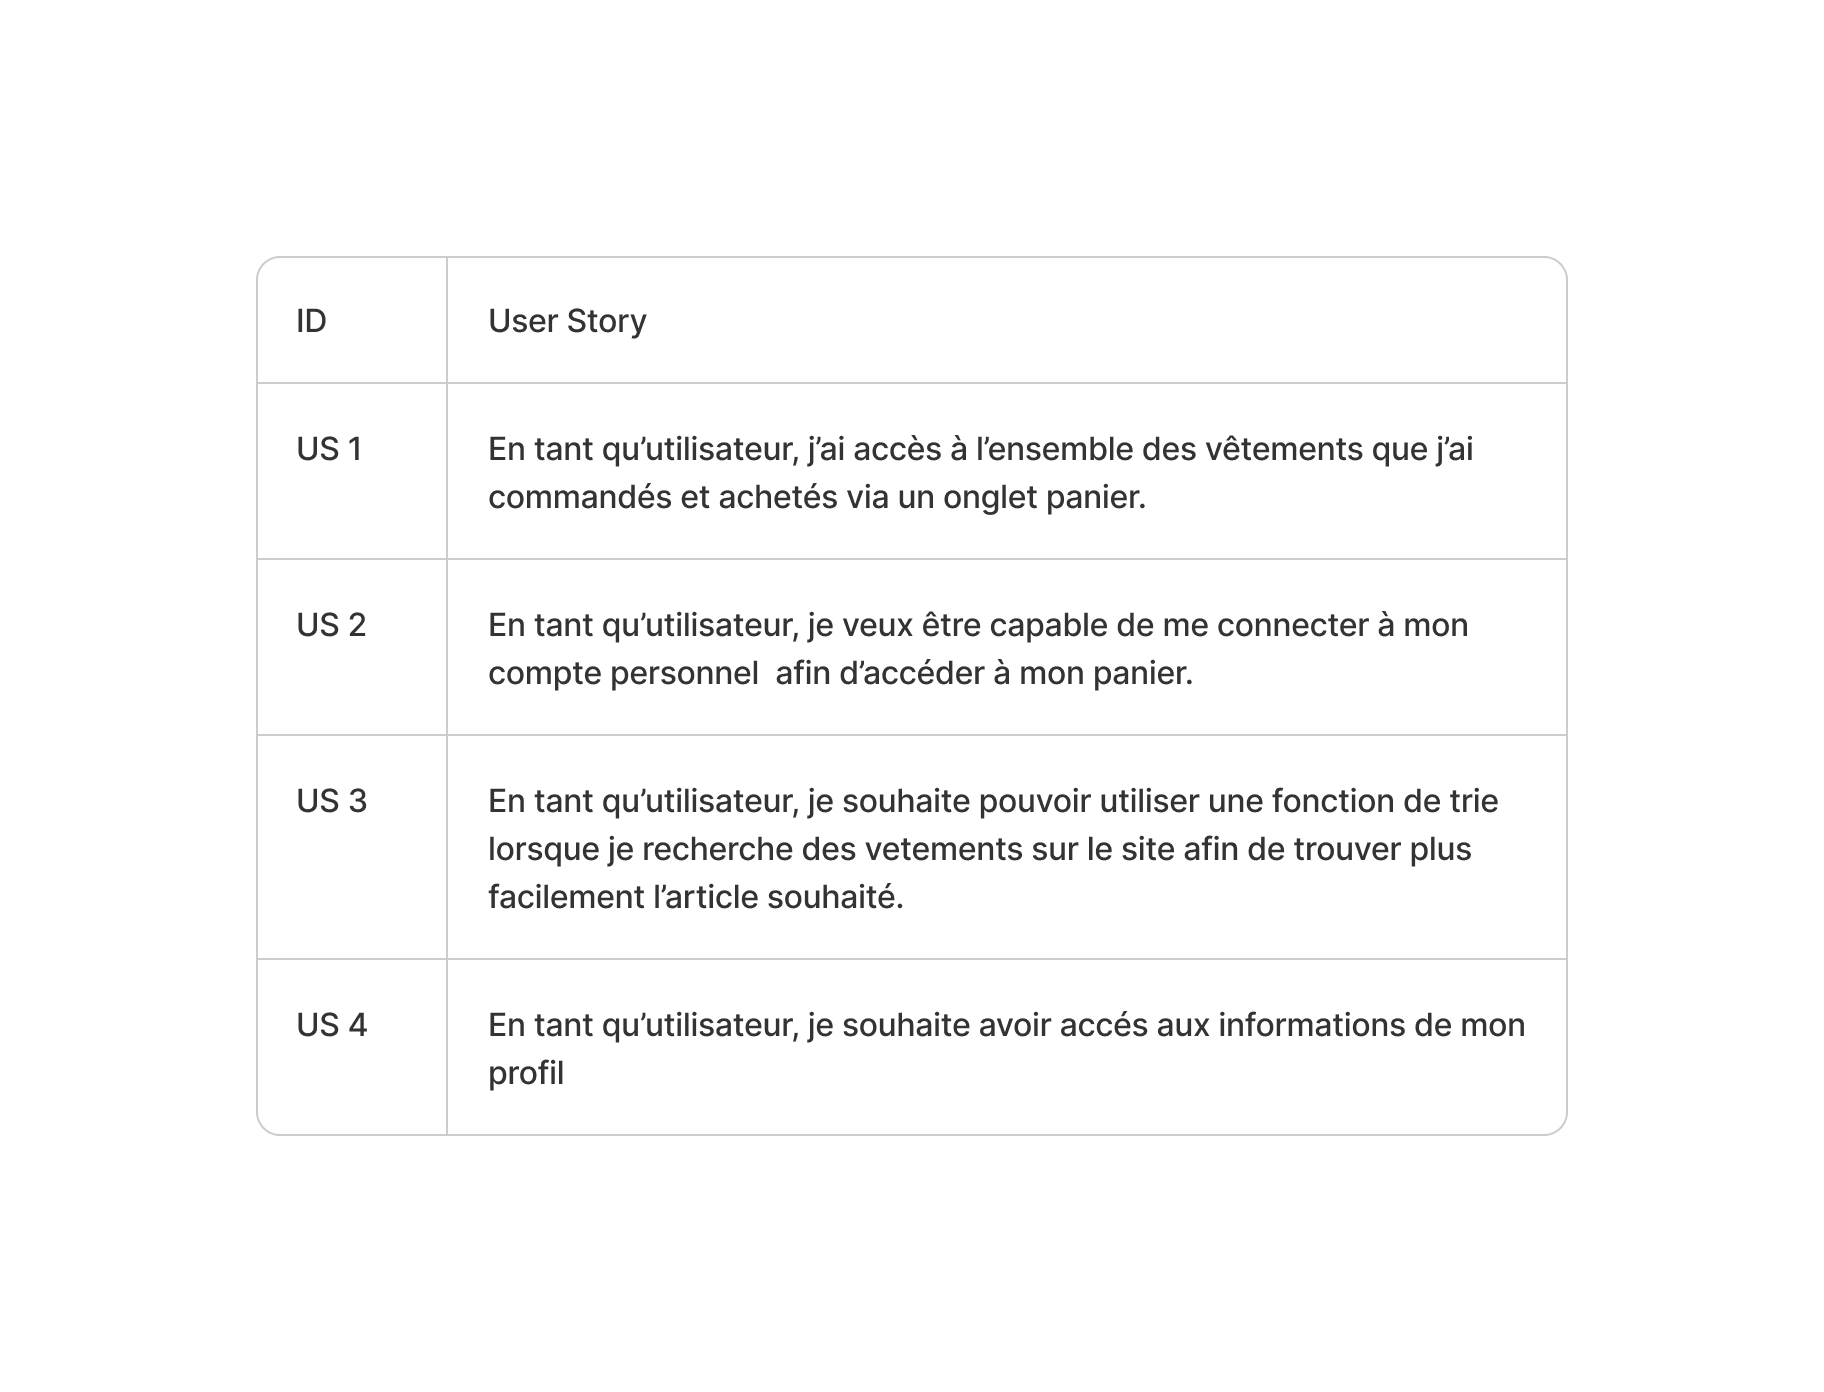 ID
User Story
US 1
En tant qu’utilisateur, j’ai accès à l’ensemble des vêtements que j’ai
commandés et achetés via un onglet panier.
US 2
En tant qu’utilisateur, je veux être capable de me connecter à mon
compte personnel  afin d’accéder à mon panier.
US 3
En tant qu’utilisateur, je souhaite pouvoir utiliser une fonction de trie
lorsque je recherche des vetements sur le site afin de trouver plus
facilement l’article souhaité.
US 4
En tant qu’utilisateur, je souhaite avoir accés aux informations de mon
profil